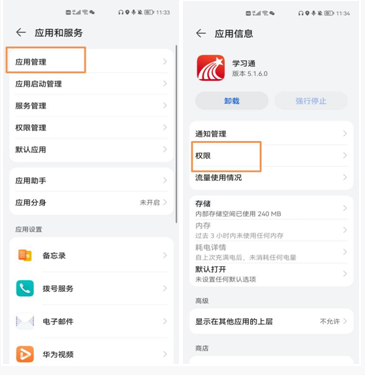 11:33
应用和服务
应用管理
应用启动管理
服务管理
权限管理
默认应用
应用助手
应用分身
未开启
应用设置
备忘录
拨号服务
电子邮件
华为视频
11:34
应用信息
学习通
版本 5.1.6.0
卸载
强行停止
通知管理
权限
流量使用情况
存储
内部存储空间已使用 240 MB
内存
过去 3 小时内未使用任何内存
耗电详情
自上次充满电后，未消耗任何电量
默认打开
未设置任何默认选项
高级
显示在其他应用的上层
不允许
商店